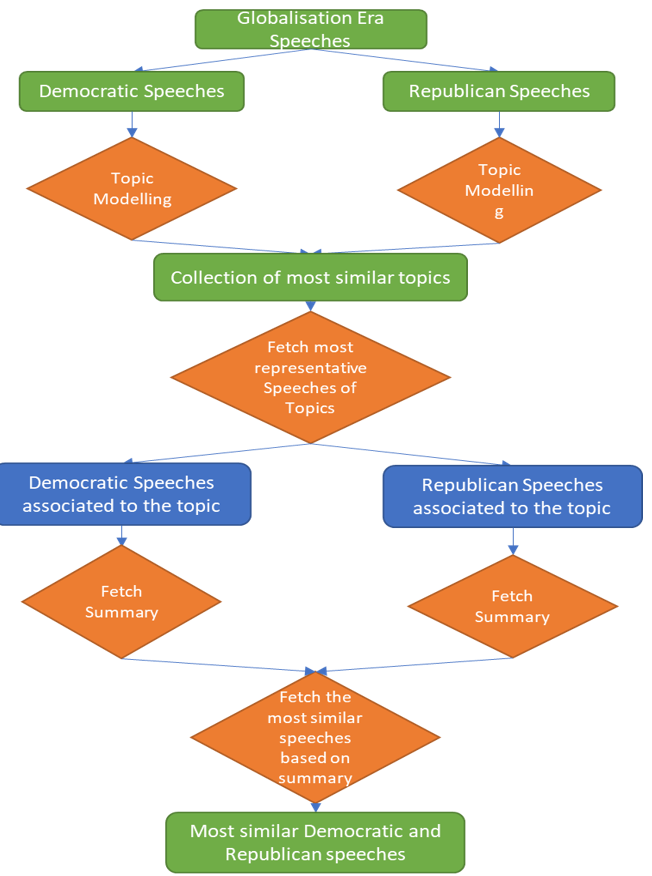 Globalisation Era
Speeches
Democratic Speeches
Republican Speeches
Topic
Modelling
Topic
Modellin
g
Collection of most similar topics
Fetch most
representative
Speeches of
Topics
Democratic Speeches
associated to the topic
Republican Speeches
associated to the topic
Fetch
Summary
Fetch
Summary
Fetch the
most similar
speeches
based on
summary
Most similar Democratic and
Republican speeches